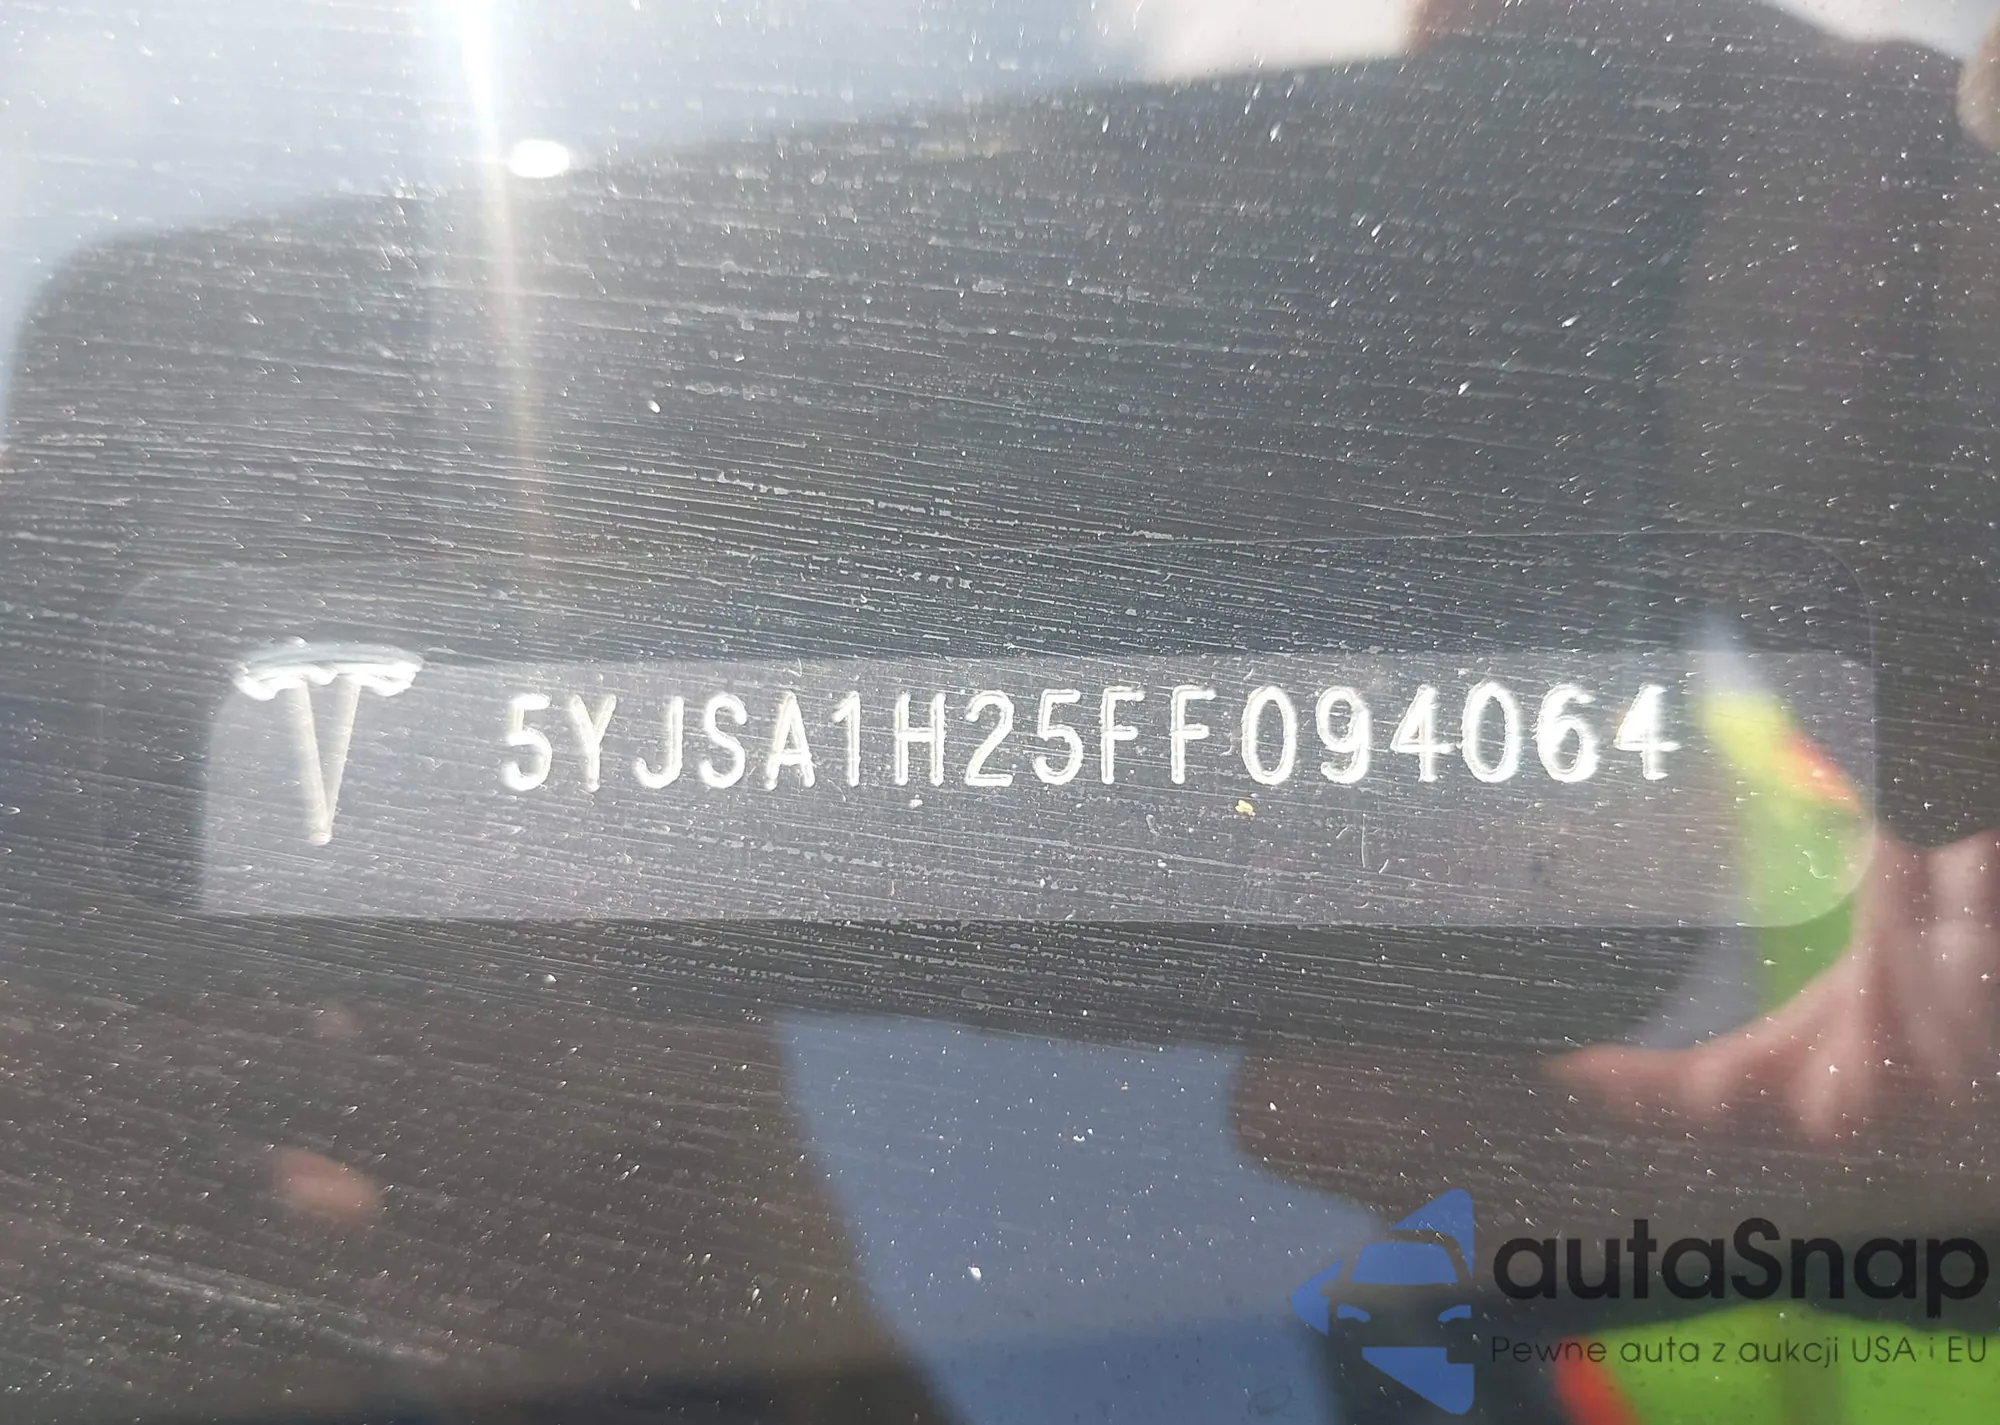 5YJSA1H25FF094064
autaSnap
Pewne auta z aukcji USA i EU